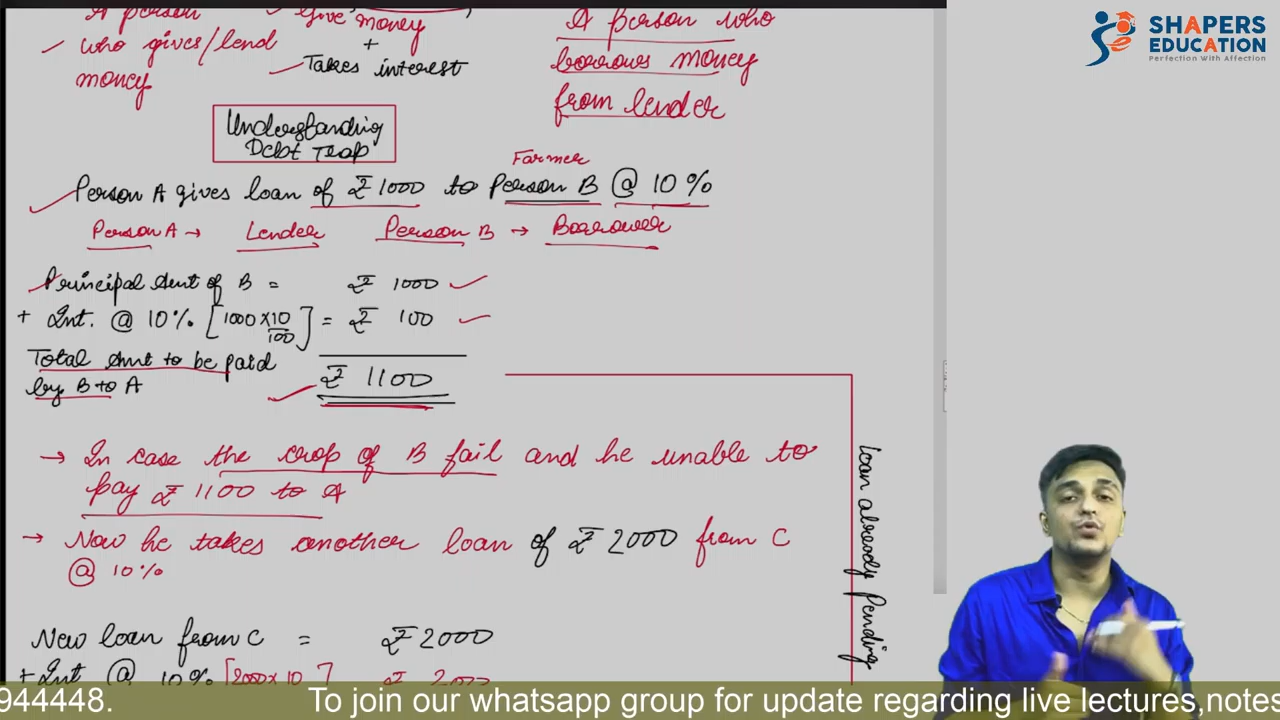 A person
✓ who gives/lend
money
Give money
+
Takes interest
A person who
borrows money
from lender
SHAPERS
EDUCATION
Perfection With Affection
Understanding
Debt Trap
Farmer
Person A gives loan of ₹ 1000 to Person B @ 10%
Person A → Lender Person B → Borrower
Principal Amt of B = ₹ 1000
+ Int. @ 10% [1000 × 10/100] = ₹ 100
Total Amt to be paid
by B to A
₹ 1100
→ In case the crop of B fail and he unable to
pay ₹ 1100 to A
→ Now he takes another loan of ₹ 2000 from C
@ 10%
loan already Pending
New loan from C = ₹ 2000
+ Int @ 10% [2000 × 10 ]
944448. To join our whatsapp group for update regarding live lectures,notes